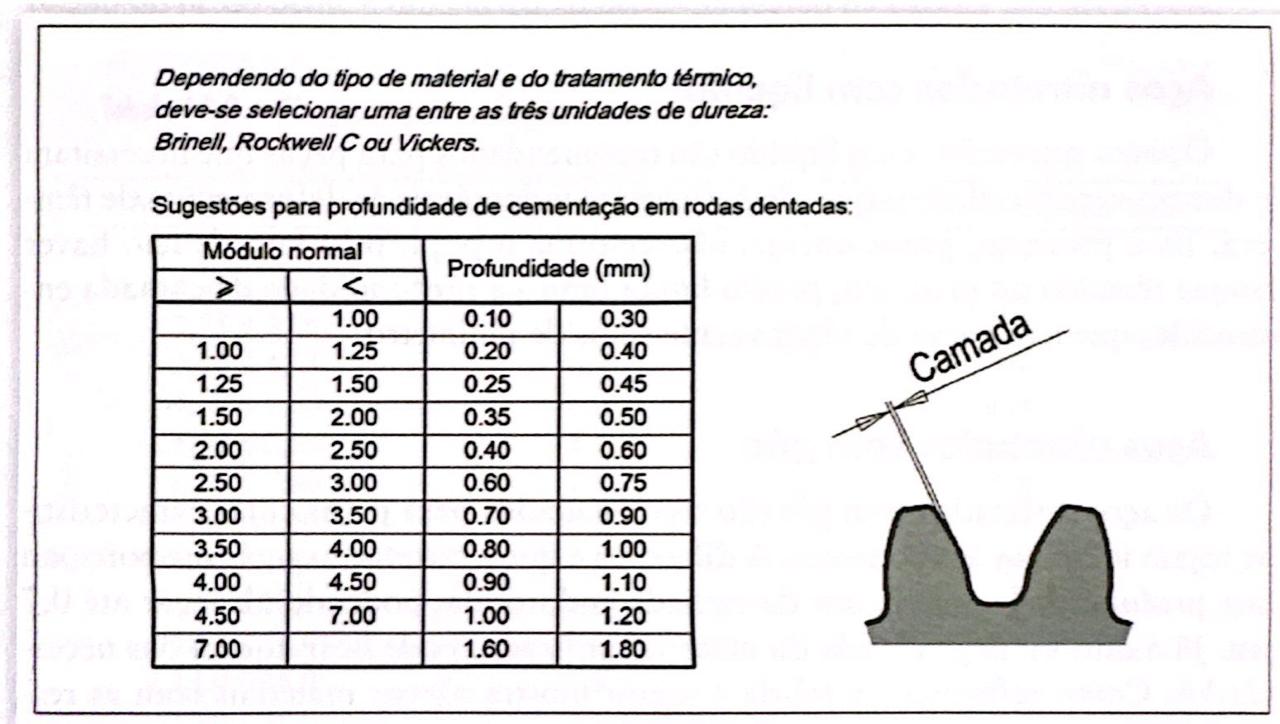 Dependendo do tipo de material e do tratamento térmico,
deve-se selecionar uma entre as três unidades de dureza:
Brinell, Rockwell C ou Vickers.
Sugestões para profundidade de cementação em rodas dentadas:
Módulo normal Profundidade (mm)
⩾ <
1.00 0.10 0.30
1.00 1.25 0.20 0.40
1.25 1.50 0.25 0.45
1.50 2.00 0.35 0.50
2.00 2.50 0.40 0.60
2.50 3.00 0.60 0.75
3.00 3.50 0.70 0.90
3.50 4.00 0.80 1.00
4.00 4.50 0.90 1.10
4.50 7.00 1.00 1.20
7.00 1.60 1.80
Camada